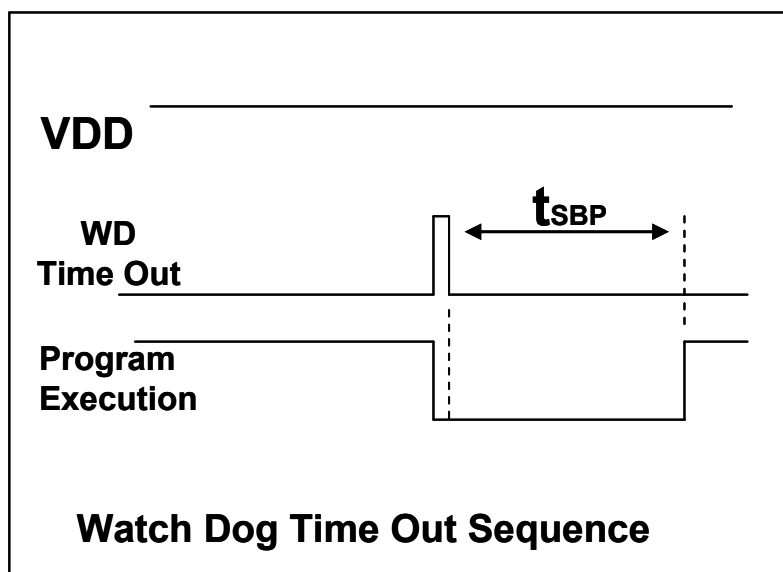 VDD
WD
Time Out
tSBP
Program
Execution
Watch Dog Time Out Sequence